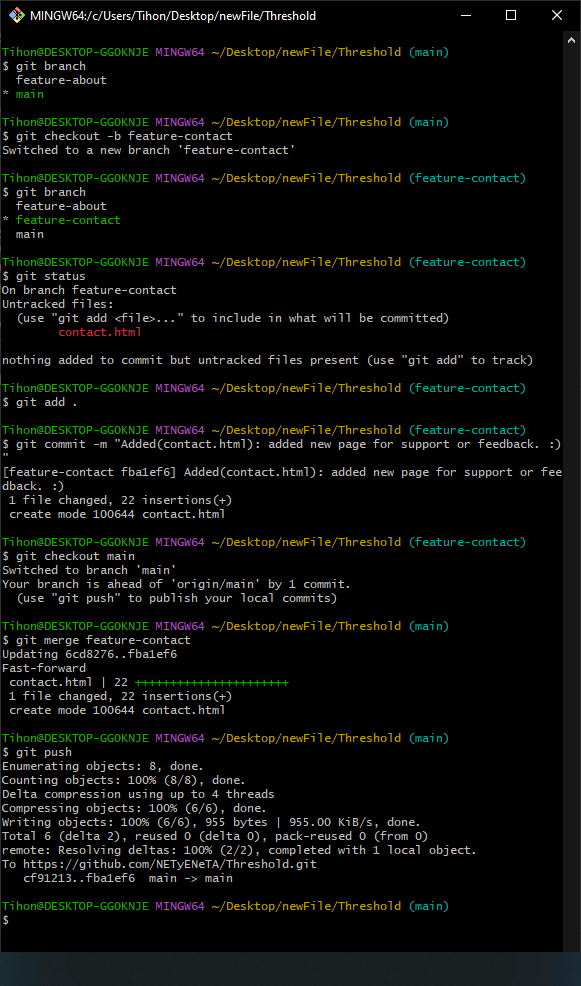 MINGW64:/c/Users/Tihon/Desktop/newFile/Threshold
Tihon@DESKTOP-GGOKNJE MINGW64 ~/Desktop/newFile/Threshold (main)
$ git branch
  feature-about
* main
Tihon@DESKTOP-GGOKNJE MINGW64 ~/Desktop/newFile/Threshold (main)
$ git checkout -b feature-contact
Switched to a new branch 'feature-contact'
Tihon@DESKTOP-GGOKNJE MINGW64 ~/Desktop/newFile/Threshold (feature-contact)
$ git branch
  feature-about
* feature-contact
  main
Tihon@DESKTOP-GGOKNJE MINGW64 ~/Desktop/newFile/Threshold (feature-contact)
$ git status
On branch feature-contact
Untracked files:
  (use "git add <file>..." to include in what will be committed)
        contact.html
nothing added to commit but untracked files present (use "git add" to track)
Tihon@DESKTOP-GGOKNJE MINGW64 ~/Desktop/newFile/Threshold (feature-contact)
$ git add .
Tihon@DESKTOP-GGOKNJE MINGW64 ~/Desktop/newFile/Threshold (feature-contact)
$ git commit -m "Added(contact.html): added new page for support or feedback. :)
"
[feature-contact fba1ef6] Added(contact.html): added new page for support or fee
dback. :)
 1 file changed, 22 insertions(+)
 create mode 100644 contact.html
Tihon@DESKTOP-GGOKNJE MINGW64 ~/Desktop/newFile/Threshold (feature-contact)
$ git checkout main
Switched to branch 'main'
Your branch is ahead of 'origin/main' by 1 commit.
  (use "git push" to publish your local commits)
Tihon@DESKTOP-GGOKNJE MINGW64 ~/Desktop/newFile/Threshold (main)
$ git merge feature-contact
Updating 6cd8276..fba1ef6
Fast-forward
 contact.html | 22 ++++++++++++++++++++++
 1 file changed, 22 insertions(+)
 create mode 100644 contact.html
Tihon@DESKTOP-GGOKNJE MINGW64 ~/Desktop/newFile/Threshold (main)
$ git push
Enumerating objects: 8, done.
Counting objects: 100% (8/8), done.
Delta compression using up to 4 threads
Compressing objects: 100% (6/6), done.
Writing objects: 100% (6/6), 955 bytes | 955.00 KiB/s, done.
Total 6 (delta 2), reused 0 (delta 0), pack-reused 0 (from 0)
remote: Resolving deltas: 100% (2/2), completed with 1 local object.
To https://github.com/NETyENeTA/Threshold.git
   cf91213..fba1ef6  main -> main
Tihon@DESKTOP-GGOKNJE MINGW64 ~/Desktop/newFile/Threshold (main)
$